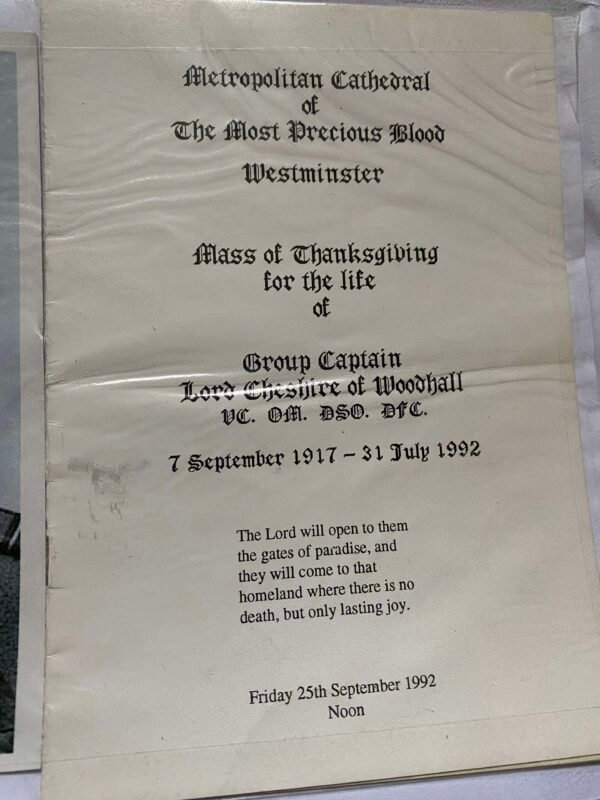 Metropolitan Cathedral
of
The Most Precious Blood
Westminster
Mass of Thanksgiving
for the life
of
Group Captain
Lord Cheshire of Woodhall
VC. OM. DSO. DFC.
7 September 1917 – 31 July 1992
The Lord will open to them
the gates of paradise, and
they will come to that
homeland where there is no
death, but only lasting joy.
Friday 25th September 1992
Noon